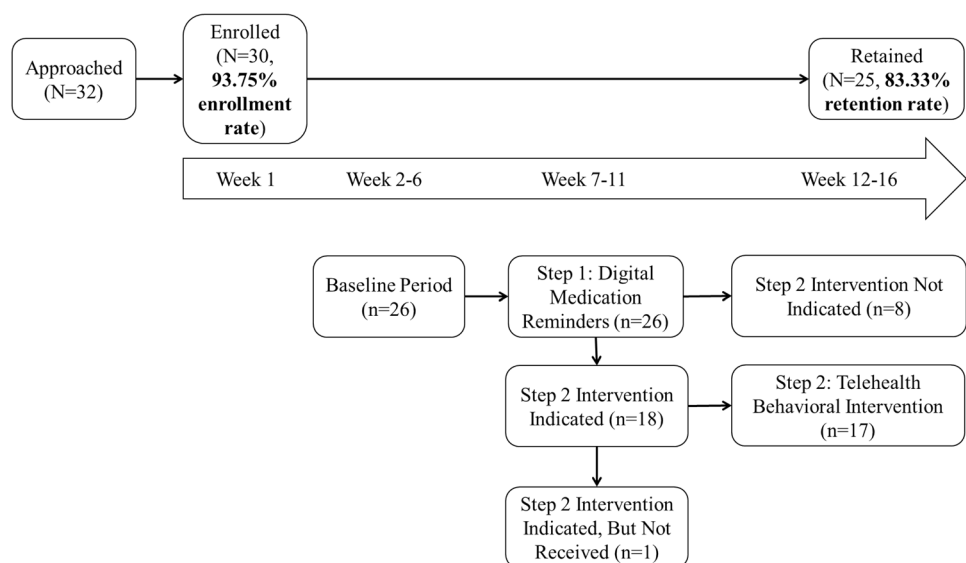 Approached
(N=32)
Enrolled
(N=30,
93.75%
enrollment
rate)
Retained
(N=25, 83.33%
retention rate)
Week 1
Week 2-6
Week 7-11
Week 12-16
Baseline Period
(n=26)
Step 1: Digital
Medication
Reminders (n=26)
Step 2 Intervention Not
Indicated (n=8)
Step 2 Intervention
Indicated (n=18)
Step 2: Telehealth
Behavioral Intervention
(n=17)
Step 2 Intervention
Indicated, But Not
Received (n=1)